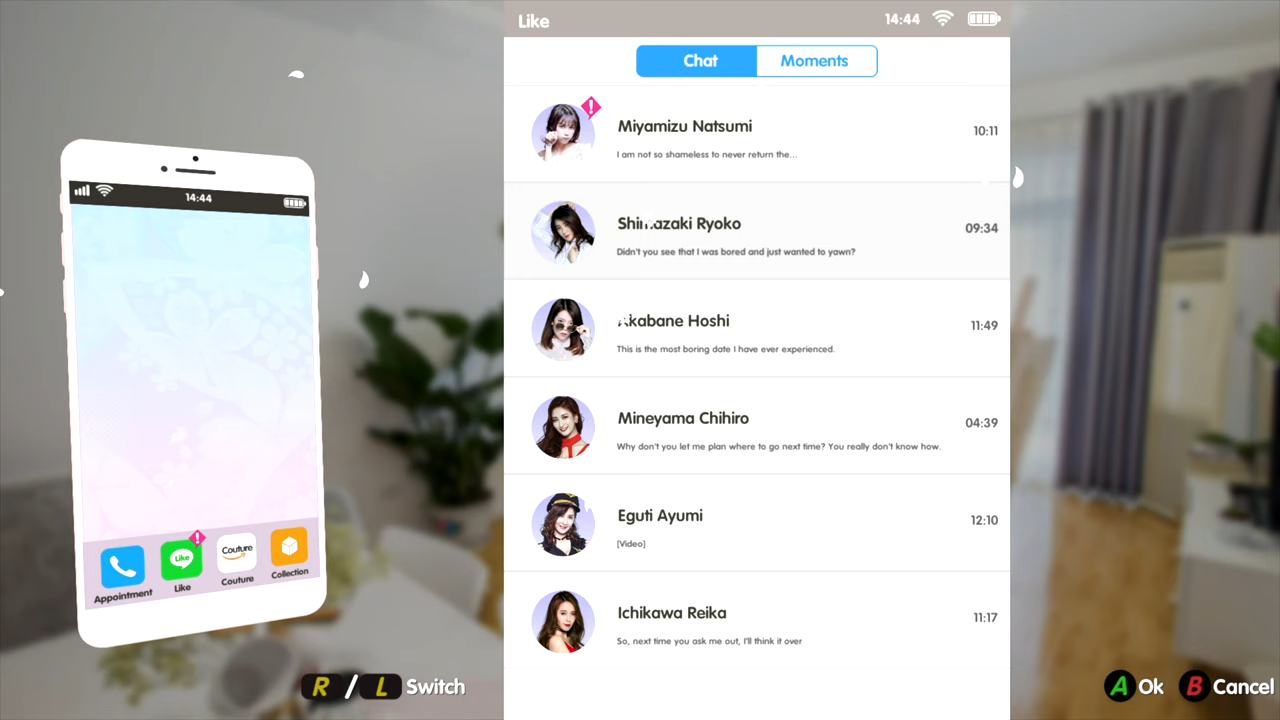 Like
14:44
Chat
Moments
Miyamizu Natsumi
10:11
I am not so shameless to never return the...
Shimazaki Ryoko
09:34
Didn't you see that I was bored and just wanted to yawn?
Akabane Hoshi
11:49
This is the most boring date I have ever experienced.
Mineyama Chihiro
04:39
Why don't you let me plan where to go next time? You really don't know how.
Eguti Ayumi
12:10
[Video]
Ichikawa Reika
11:17
So, next time you ask me out, I'll think it over
14:44
Like
Couture
Appointment
Like
Couture
Collection
R / L Switch
A Ok B Cancel